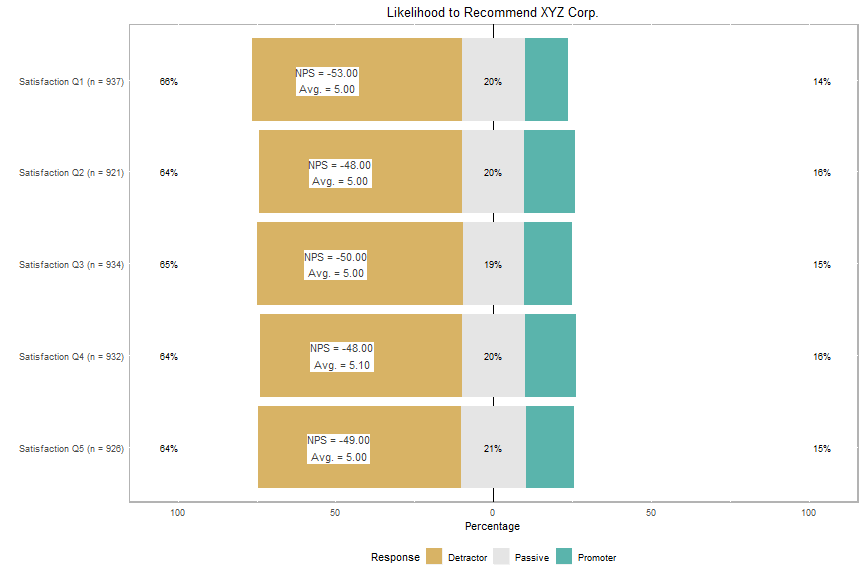 Likelihood to Recommend XYZ Corp.
Satisfaction Q1 (n = 937)
66%
NPS = -53.00
Avg. = 5.00
20%
14%
Satisfaction Q2 (n = 921)
64%
NPS = -48.00
Avg. = 5.00
20%
16%
Satisfaction Q3 (n = 934)
65%
NPS = -50.00
Avg. = 5.00
19%
15%
Satisfaction Q4 (n = 932)
64%
NPS = -48.00
Avg. = 5.10
20%
16%
Satisfaction Q5 (n = 926)
64%
NPS = -49.00
Avg. = 5.00
21%
15%
100 50 0 50 100
Percentage
Response Detractor Passive Promoter